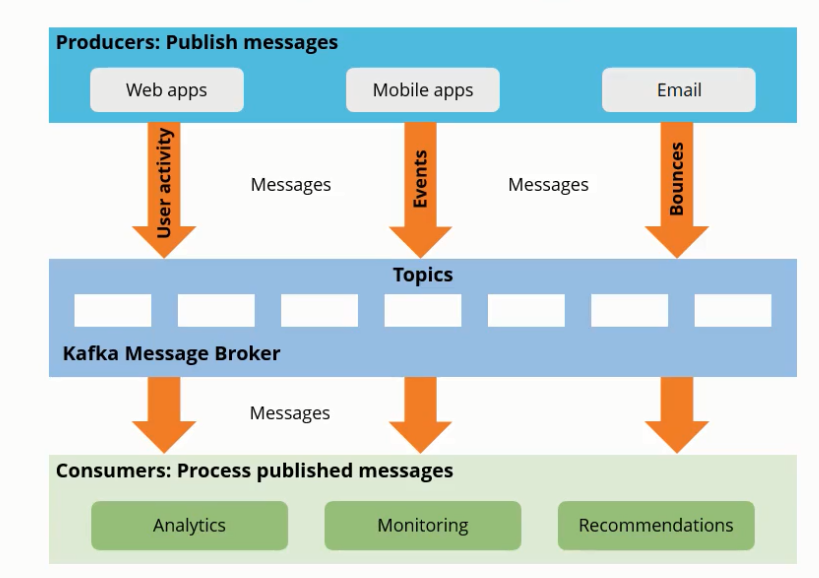 Producers: Publish messages
Web apps
Mobile apps
Email
User activity
Messages
Events
Messages
Bounces
Topics
Kafka Message Broker
Messages
Consumers: Process published messages
Analytics
Monitoring
Recommendations